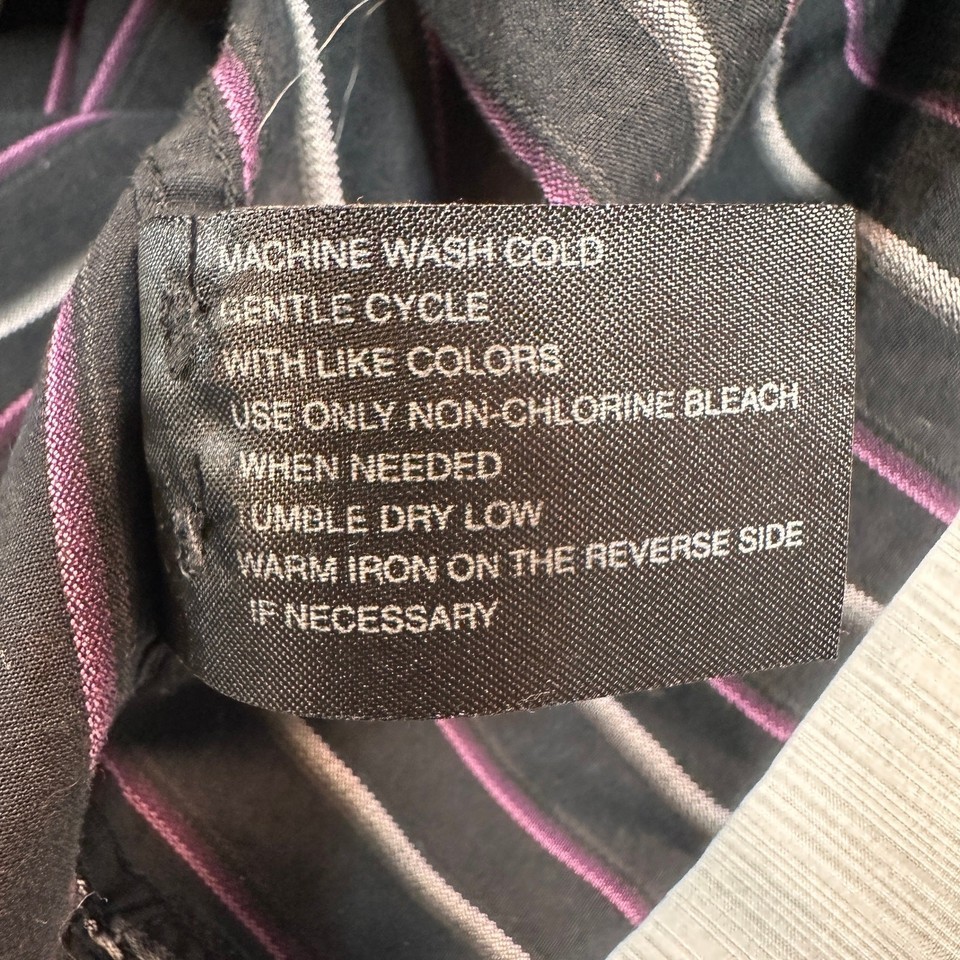 MACHINE WASH COLD
GENTLE CYCLE
WITH LIKE COLORS
USE ONLY NON-CHLORINE BLEACH
WHEN NEEDED
TUMBLE DRY LOW
WARM IRON ON THE REVERSE SIDE
IF NECESSARY